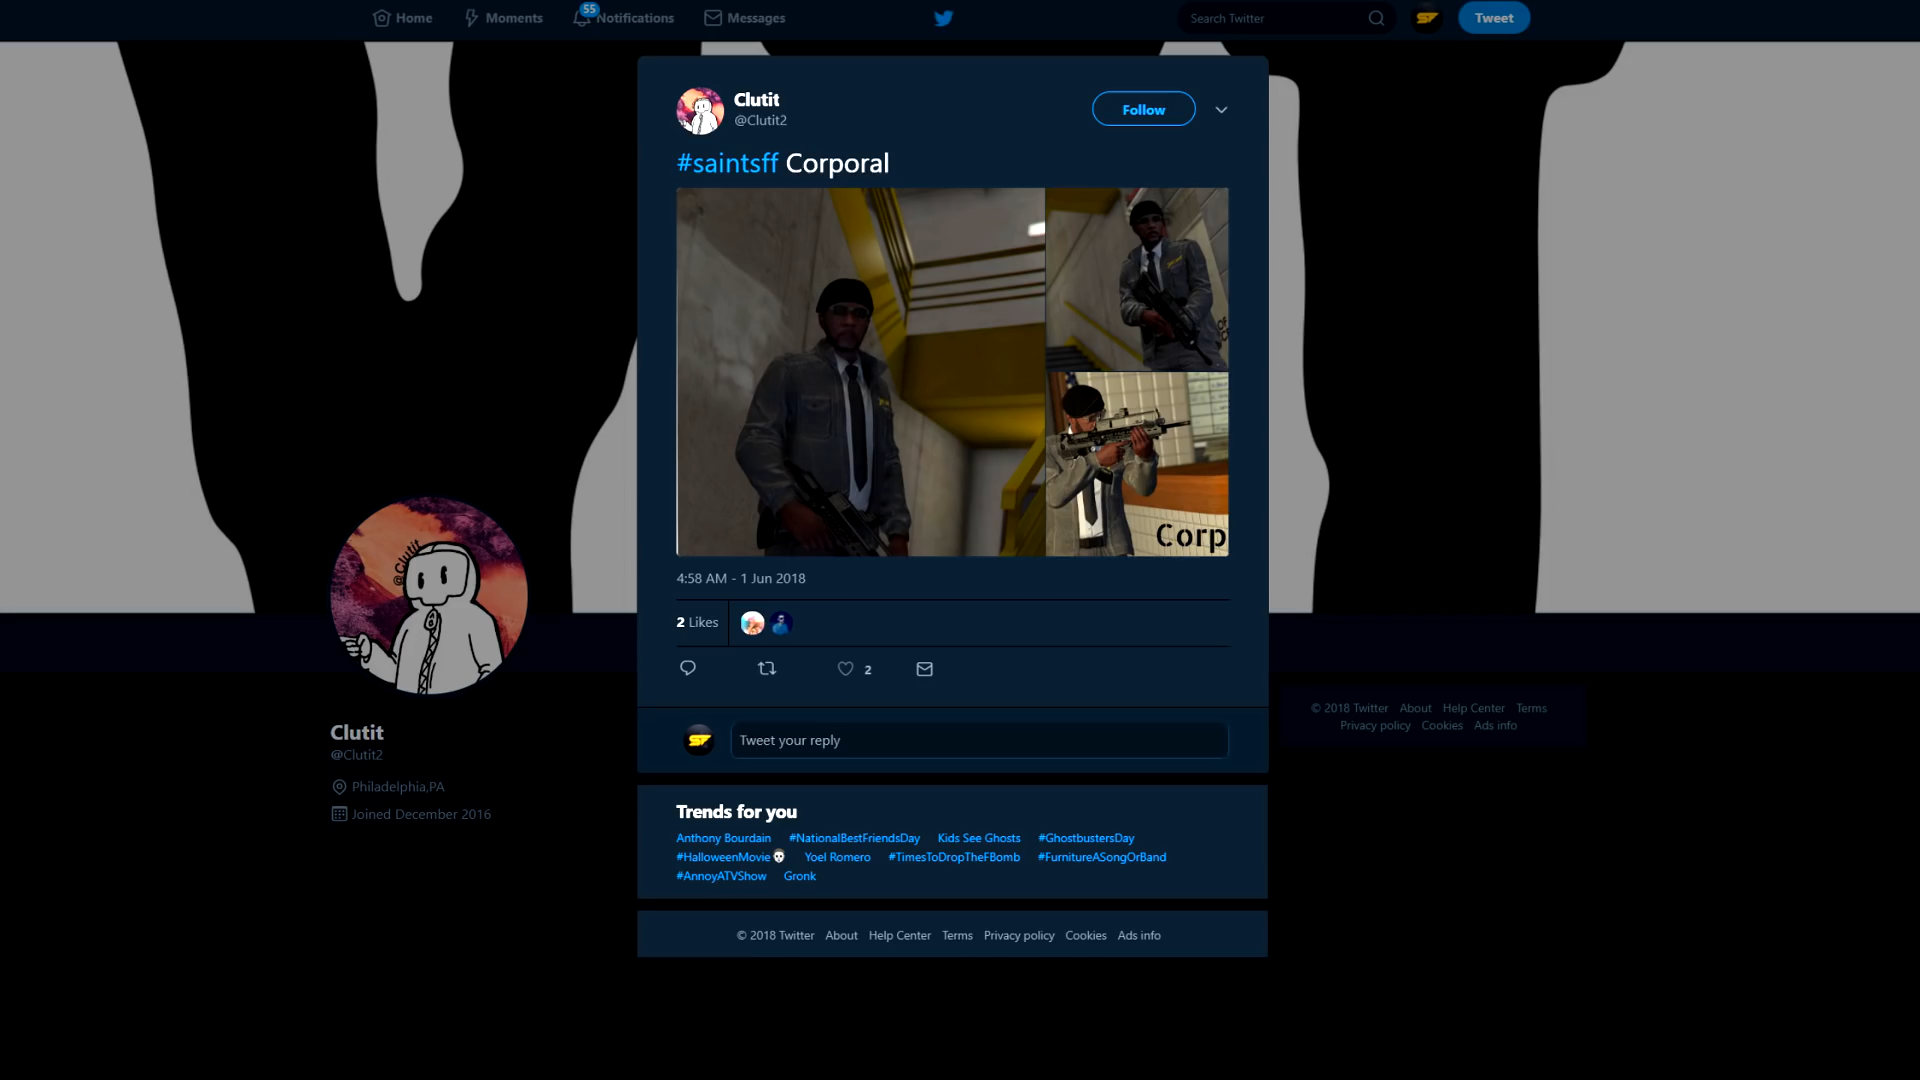 Home Moments 55 Notifications Messages Search Twitter Tweet
Clutit
@Clutit2
Follow
#saintsff Corporal
Corp
4:58 AM - 1 Jun 2018
2 Likes
2
Tweet your reply
@Clutit
Clutit
@Clutit2
Philadelphia,PA
Joined December 2016
© 2018 Twitter About Help Center Terms
Privacy policy Cookies Ads info
Trends for you
Anthony Bourdain #NationalBestFriendsDay Kids See Ghosts #GhostbustersDay
#HalloweenMovie Yoel Romero #TimesToDropTheFBomb #FurnitureASongOrBand
#AnnoyATVShow Gronk
© 2018 Twitter About Help Center Terms Privacy policy Cookies Ads info